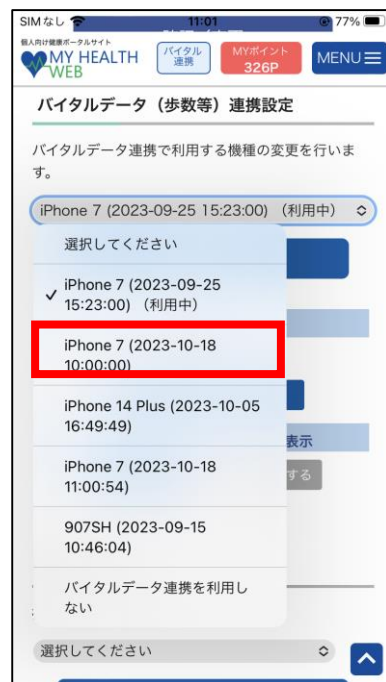 SIMなし 11:01 77%
個人向け健康ポータルサイト
MY HEALTH WEB
バイタル連携
MYポイント
326P
MENU
バイタルデータ（歩数等）連携設定
バイタルデータ連携で利用する機種の変更を行いま
す。
iPhone 7 (2023-09-25 15:23:00) （利用中）
選択してください
✓ iPhone 7 (2023-09-25
15:23:00) （利用中）
iPhone 7 (2023-10-18
10:00:00)
iPhone 14 Plus (2023-10-05
16:49:49)
表示
iPhone 7 (2023-10-18
11:00:54)
する
907SH (2023-09-15
10:46:04)
バイタルデータ連携を利用し
ない
選択してください